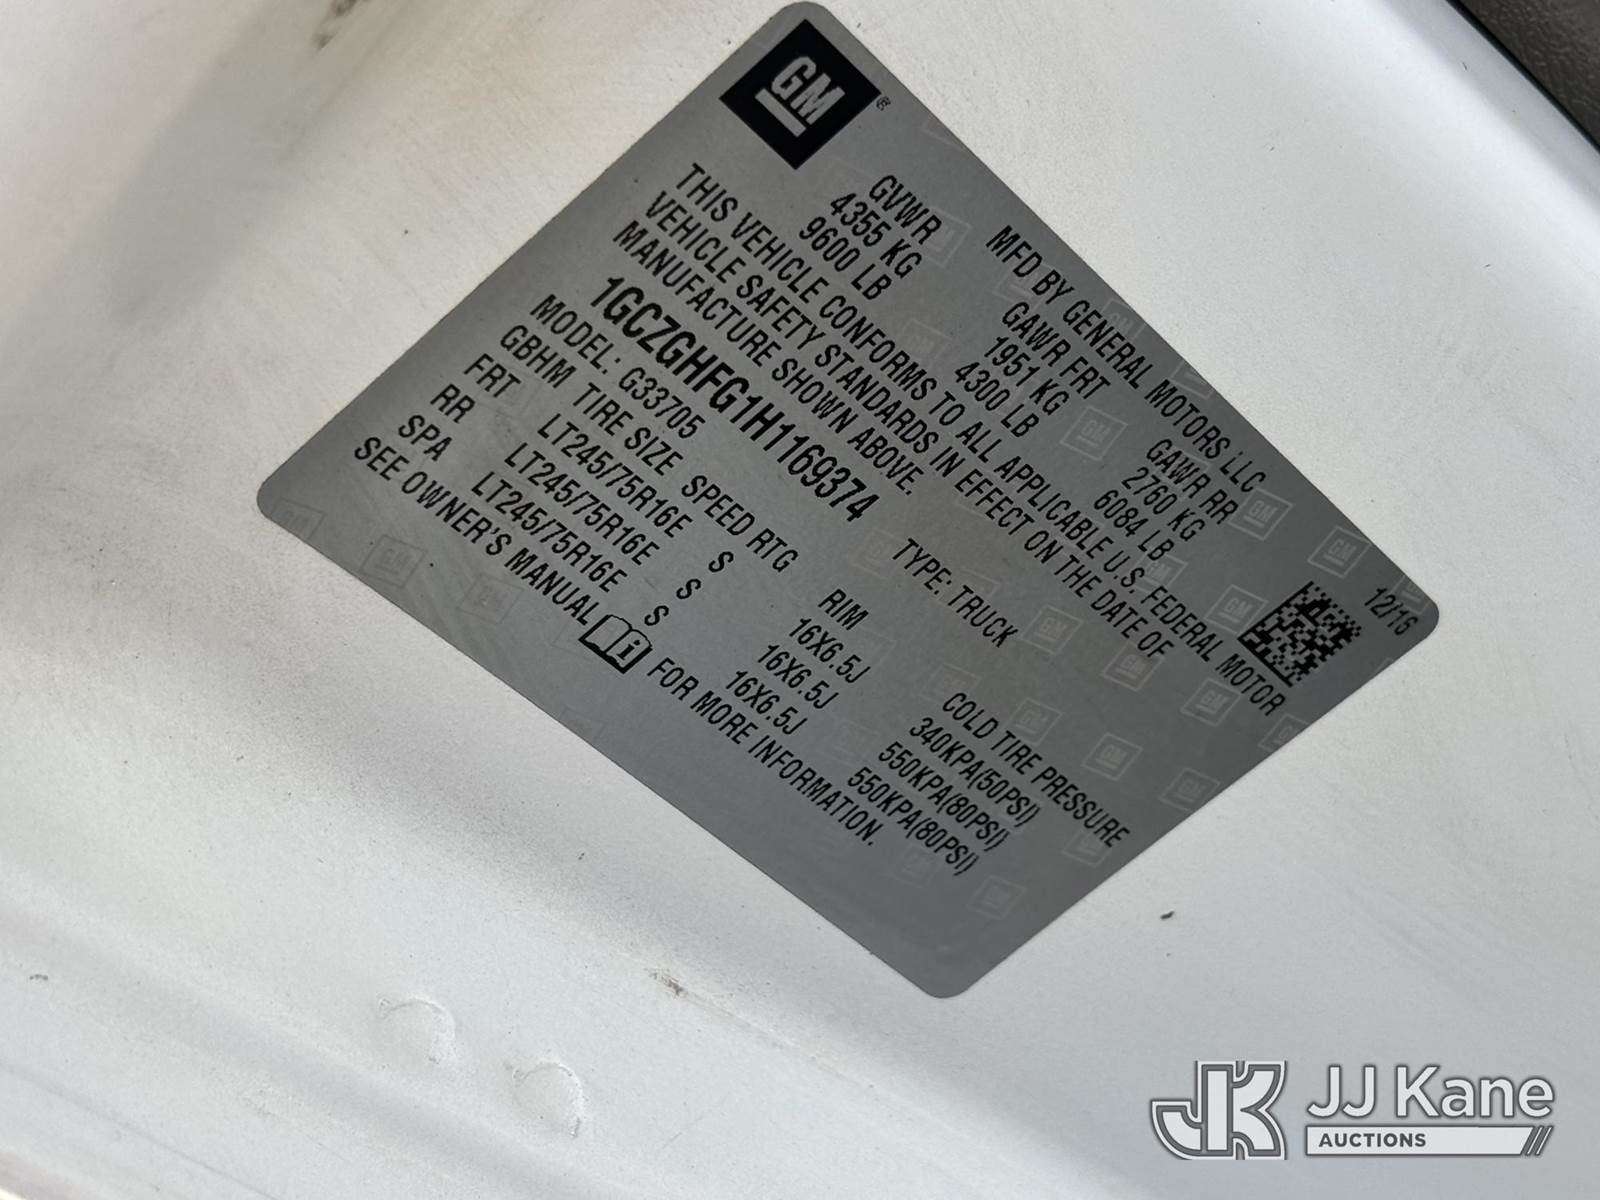 GM®
MFD BY GENERAL MOTORS LLC 12/16
GVWR GAWR FRT GAWR RR
4355 KG 1951 KG 2760 KG
9600 LB 4300 LB 6084 LB
THIS VEHICLE CONFORMS TO ALL APPLICABLE U.S. FEDERAL MOTOR
VEHICLE SAFETY STANDARDS IN EFFECT ON THE DATE OF
MANUFACTURE SHOWN ABOVE.
1GCZGHFG1H1169374 TYPE: TRUCK
MODEL: G33705
GBHM TIRE SIZE SPEED RTG RIM COLD TIRE PRESSURE
FRT LT245/75R16E S 16X6.5J 340KPA(50PSI)
RR LT245/75R16E S 16X6.5J 550KPA(80PSI)
SPA LT245/75R16E S 16X6.5J 550KPA(80PSI)
SEE OWNER'S MANUAL i FOR MORE INFORMATION.
JK JJ Kane
AUCTIONS